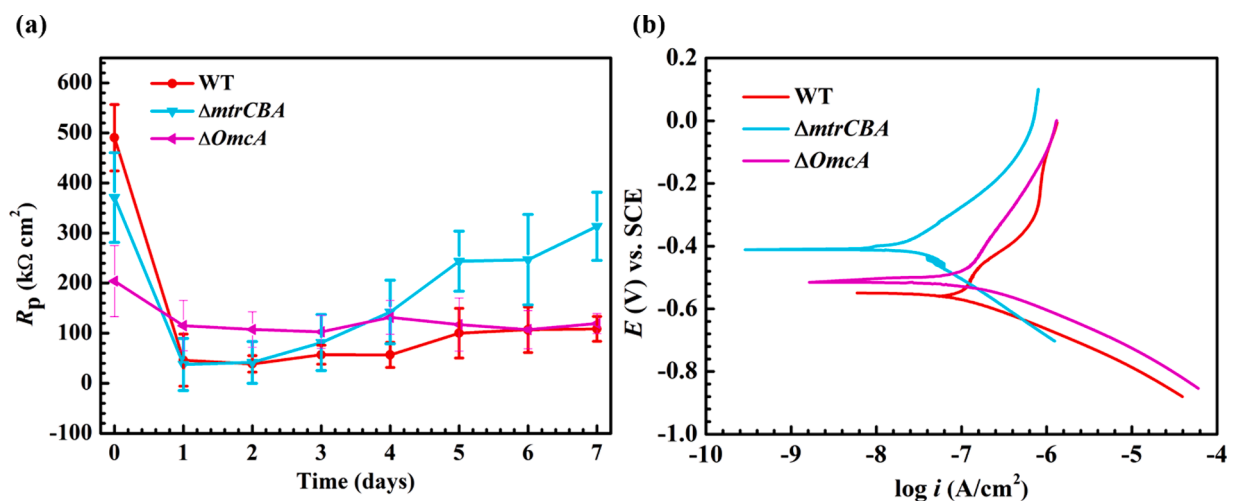 (a)
600
500
400
300
200
100
0
-100
0 1 2 3 4 5 6 7
Time (days)
Rp (kΩ cm²)
WT
ΔmtrCBA
ΔOmcA
(b)
0.2
0.0
-0.2
-0.4
-0.6
-0.8
-1.0
-10 -9 -8 -7 -6 -5 -4
log i (A/cm²)
E (V) vs. SCE
WT
ΔmtrCBA
ΔOmcA